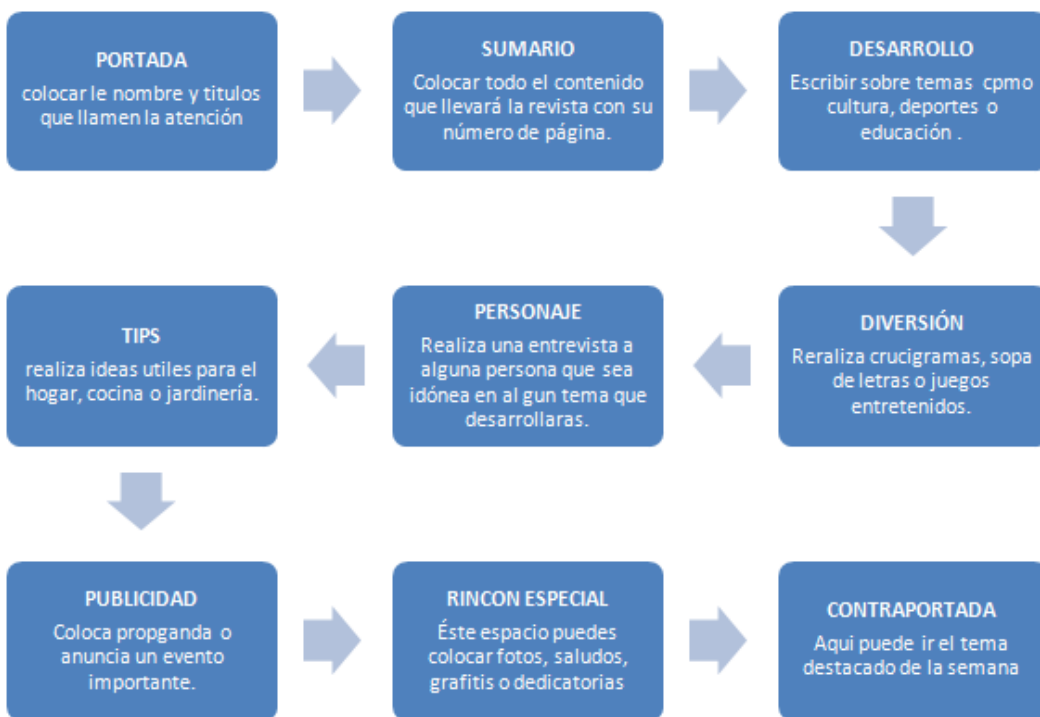 PORTADA
colocar le nombre y titulos
que llamen la atención
SUMARIO
Colocar todo el contenido
que llevará la revista con su
número de página.
DESARROLLO
Escribir sobre temas cpmo
cultura, deportes o
educación .
DIVERSIÓN
Reraliza crucigramas, sopa
de letras o juegos
entretenidos.
PERSONAJE
Realiza una entrevista a
alguna persona que sea
idónea en al gun tema que
desarrollaras.
TIPS
realiza ideas utiles para el
hogar, cocina o jardinería.
PUBLICIDAD
Coloca propganda o
anuncia un evento
importante.
RINCON ESPECIAL
Éste espacio puedes
colocar fotos, saludos,
grafitis o dedicatorias
CONTRAPORTADA
Aqui puede ir el tema
destacado de la semana